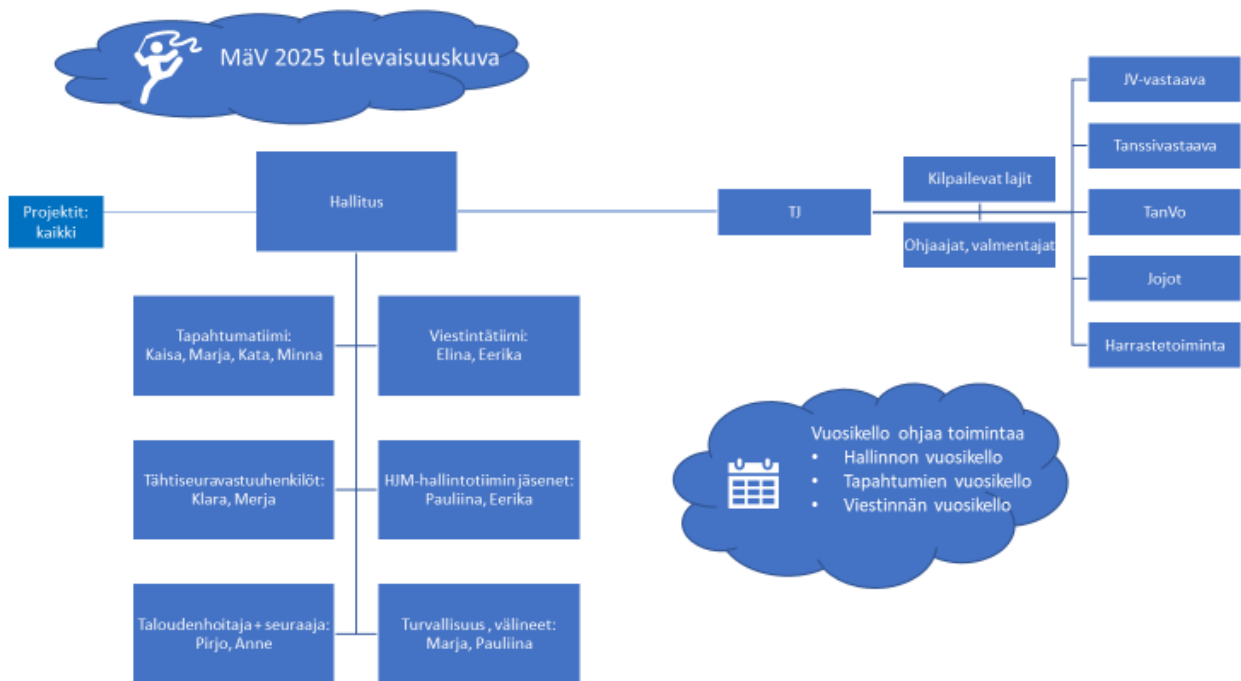 MäV 2025 tulevaisuuskuva
JV-vastaava
Tanssivastaava
Kilpailevat lajit
Projektit:
kaikki
Hallitus
TJ
TanVo
Ohjaajat, valmentajat
Jojot
Harrastetoiminta
Tapahtumatiimi:
Kaisa, Marja, Kata, Minna
Viestintätiimi:
Elina, Eerika
Tähtiseuravastuuhenkilöt:
Klara, Merja
HJM-hallintotiimin jäsenet:
Pauliina, Eerika
Taloudenhoitaja + seuraaja:
Pirjo, Anne
Turvallisuus , välineet:
Marja, Pauliina
Vuosikello ohjaa toimintaa
• Hallinnon vuosikello
• Tapahtumien vuosikello
• Viestinnän vuosikello